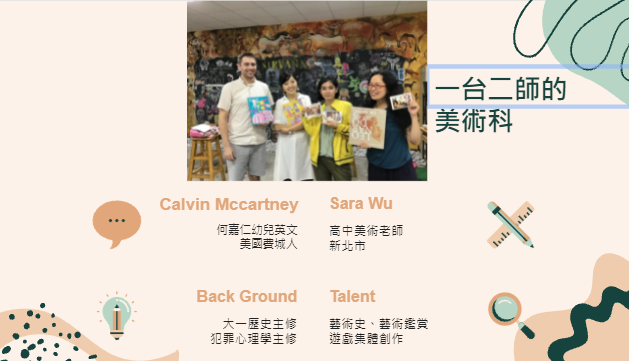 一台二師的
美術科
Calvin Mccartney
何嘉仁幼兒英文
美國費城人
Sara Wu
高中美術老師
新北市
Back Ground
大一歷史主修
犯罪心理學主修
Talent
藝術史、藝術鑑賞
遊戲集體創作